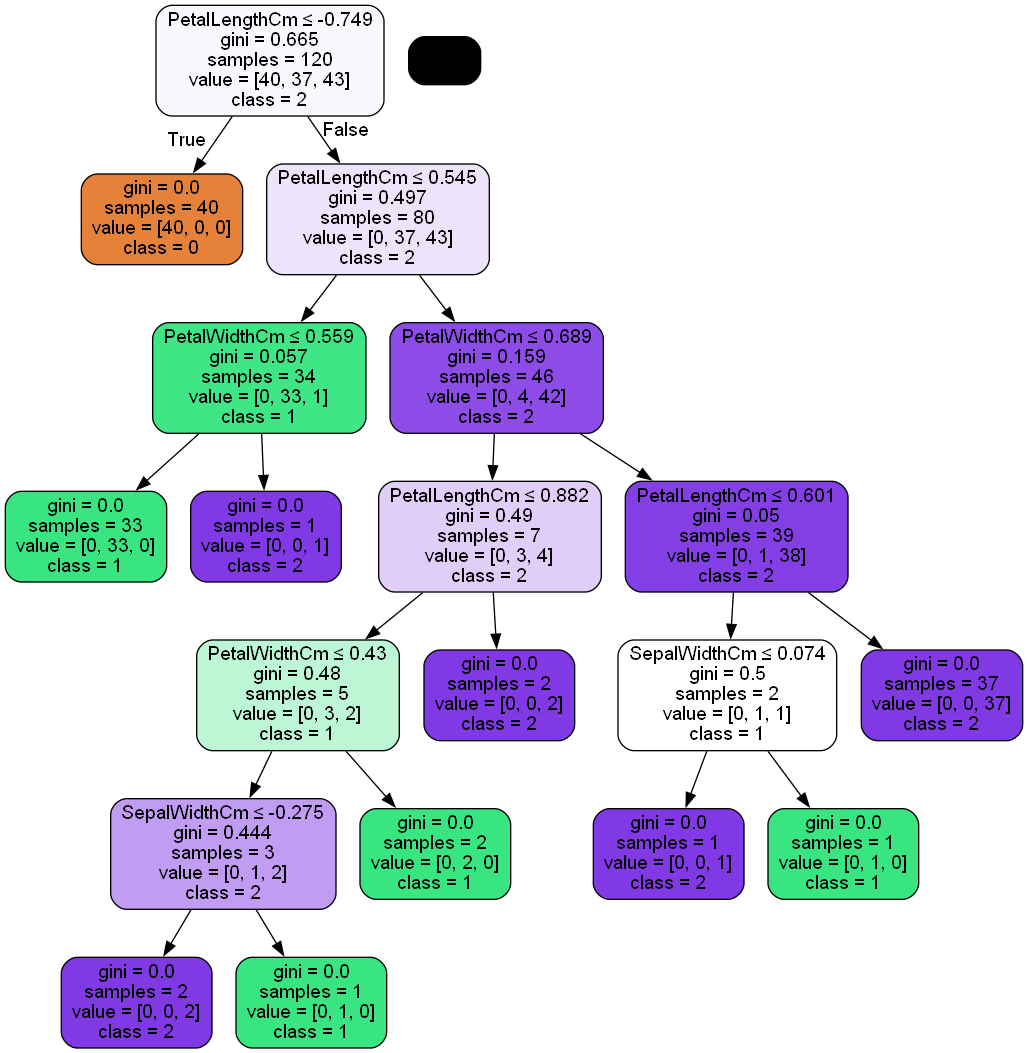 PetalLengthCm ≤ -0.749
gini = 0.665
samples = 120
value = [40, 37, 43]
class = 2
True
False
gini = 0.0
samples = 40
value = [40, 0, 0]
class = 0
PetalLengthCm ≤ 0.545
gini = 0.497
samples = 80
value = [0, 37, 43]
class = 2
PetalWidthCm ≤ 0.559
gini = 0.057
samples = 34
value = [0, 33, 1]
class = 1
PetalWidthCm ≤ 0.689
gini = 0.159
samples = 46
value = [0, 4, 42]
class = 2
gini = 0.0
samples = 33
value = [0, 33, 0]
class = 1
gini = 0.0
samples = 1
value = [0, 0, 1]
class = 2
PetalLengthCm ≤ 0.882
gini = 0.49
samples = 7
value = [0, 3, 4]
class = 2
PetalLengthCm ≤ 0.601
gini = 0.05
samples = 39
value = [0, 1, 38]
class = 2
PetalWidthCm ≤ 0.43
gini = 0.48
samples = 5
value = [0, 3, 2]
class = 1
gini = 0.0
samples = 2
value = [0, 0, 2]
class = 2
SepalWidthCm ≤ 0.074
gini = 0.5
samples = 2
value = [0, 1, 1]
class = 1
gini = 0.0
samples = 37
value = [0, 0, 37]
class = 2
SepalWidthCm ≤ -0.275
gini = 0.444
samples = 3
value = [0, 1, 2]
class = 2
gini = 0.0
samples = 2
value = [0, 2, 0]
class = 1
gini = 0.0
samples = 1
value = [0, 0, 1]
class = 2
gini = 0.0
samples = 1
value = [0, 1, 0]
class = 1
gini = 0.0
samples = 2
value = [0, 0, 2]
class = 2
gini = 0.0
samples = 1
value = [0, 1, 0]
class = 1